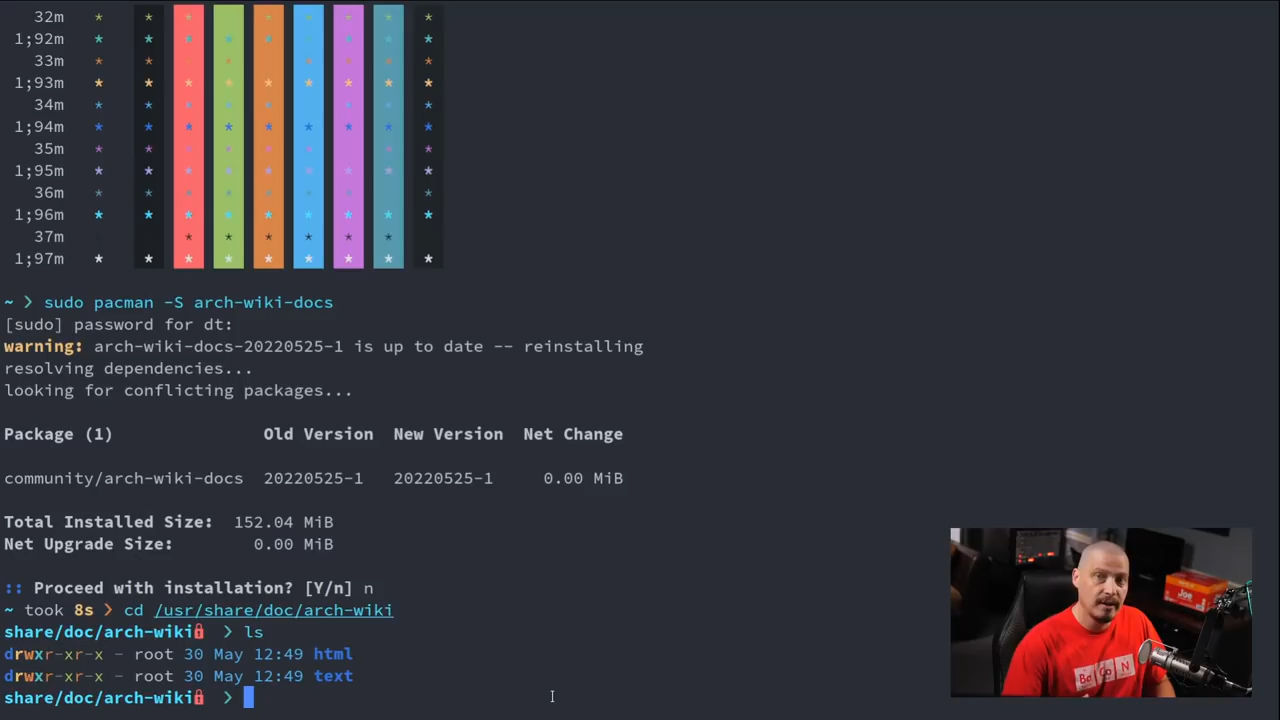 32m * * * * * * * * *
1;92m * * * * * * * * *
33m * * * * * * * * *
1;93m * * * * * * * * *
34m * * * * * * * * *
1;94m * * * * * * * * *
35m * * * * * * * * *
1;95m * * * * * * * * *
36m * * * * * * * * *
1;96m * * * * * * * * *
37m * * * * * *
1;97m * * * * * * * * *
~ ❯ sudo pacman -S arch-wiki-docs
[sudo] password for dt:
warning: arch-wiki-docs-20220525-1 is up to date -- reinstalling
resolving dependencies...
looking for conflicting packages...
Package (1) Old Version New Version Net Change
community/arch-wiki-docs 20220525-1 20220525-1 0.00 MiB
Total Installed Size: 152.04 MiB
Net Upgrade Size: 0.00 MiB
:: Proceed with installation? [Y/n] n
~ took 8s ❯ cd /usr/share/doc/arch-wiki
share/doc/arch-wiki🔒 ❯ ls
drwxr-xr-x - root 30 May 12:49 html
drwxr-xr-x - root 30 May 12:49 text
share/doc/arch-wiki🔒 ❯
Ba Co N
Joe